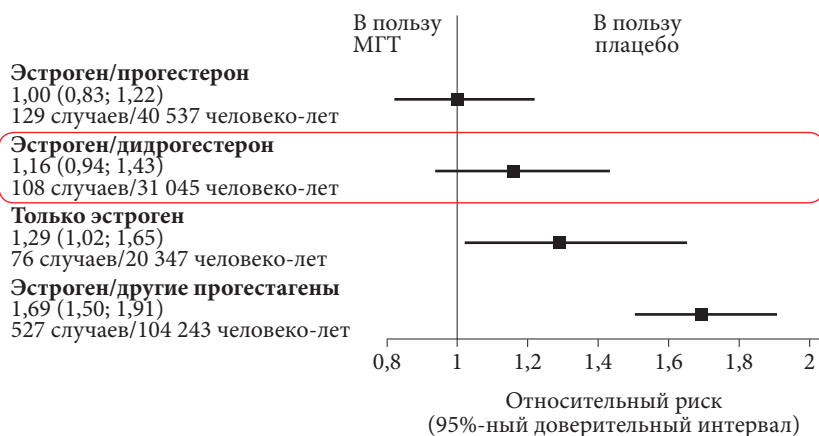 В пользу
МГТ
В пользу
плацебо
Эстроген/прогестерон
1,00 (0,83; 1,22)
129 случаев/40 537 человеко-лет
Эстроген/дидрогестерон
1,16 (0,94; 1,43)
108 случаев/31 045 человеко-лет
Только эстроген
1,29 (1,02; 1,65)
76 случаев/20 347 человеко-лет
Эстроген/другие прогестагены
1,69 (1,50; 1,91)
527 случаев/104 243 человеко-лет
0,8 1 1,2 1,4 1,6 1,8 2
Относительный риск
(95%-ный доверительный интервал)